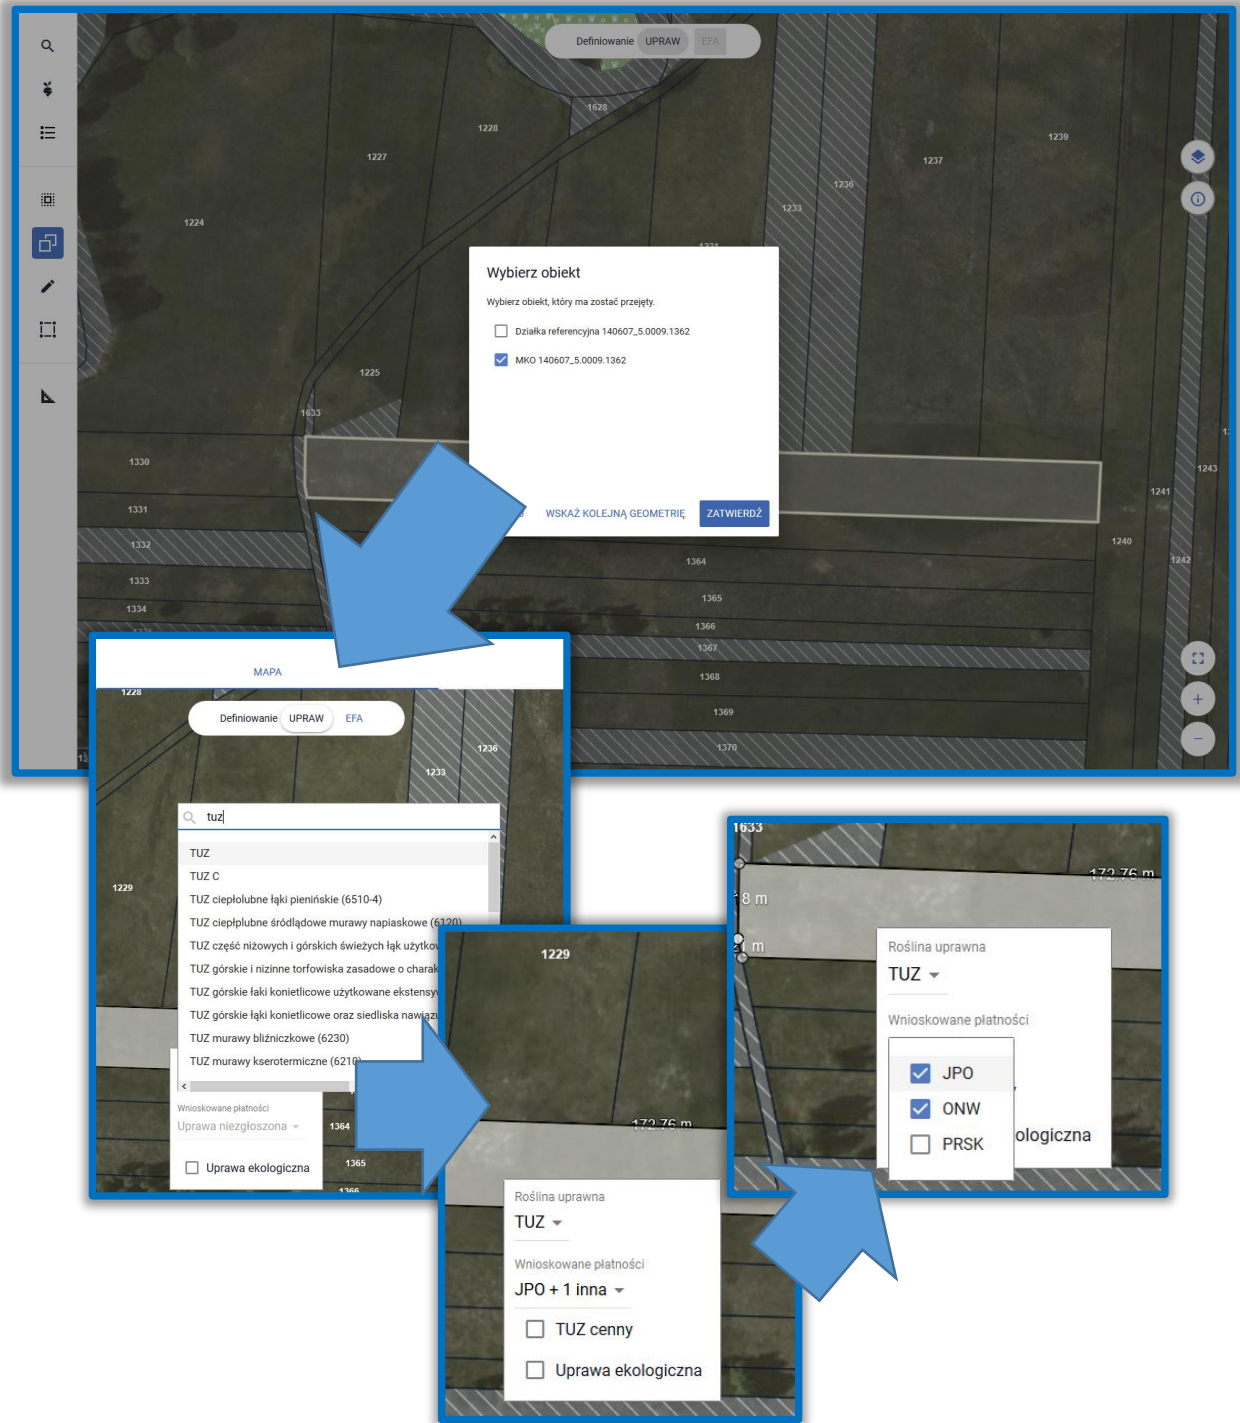 Definiowanie UPRAW EFA
1628
1228
1239
1227
1237
1236
1233
1224
1231
Wybierz obiekt
Wybierz obiekt, który ma zostać przejęty.
Działka referencyjna 140607_5.0009.1362
MKO 140607_5.0009.1362
1225
1633
1330
1243
1241
1331
WSKAŻ KOLEJNĄ GEOMETRIĘ ZATWIERDŹ
1332
1240
1364
1242
1333
1365
1334
1366
1367
1368
1369
1370
MAPA
1228
Definiowanie UPRAW EFA
1236
1233
tuz
TUZ
TUZ C
1229
TUZ ciepłolubne łąki pienińskie (6510-4)
TUZ ciepłplubne śródlądowe murawy napiaskowe (6120)
TUZ część niżowych i górskich świeżych łąk użytkow
TUZ górskie i nizinne torfowiska zasadowe o charak
TUZ górskie łaki konietlicowe użytkowane ekstensyw
TUZ górskie łąki konietlicowe oraz siedliska nawiązu
TUZ murawy bliźniczkowe (6230)
TUZ murawy kserotermiczne (6210)
Wnioskowane płatności
Uprawa niezgłoszona
1364
Uprawa ekologiczna
1365
1366
1229
172.76 m
Roślina uprawna
TUZ
Wnioskowane płatności
JPO + 1 inna
TUZ cenny
Uprawa ekologiczna
1633
172.76 m
8 m
m
Roślina uprawna
TUZ
Wnioskowane płatności
JPO
ONW
PRSK
ologiczna